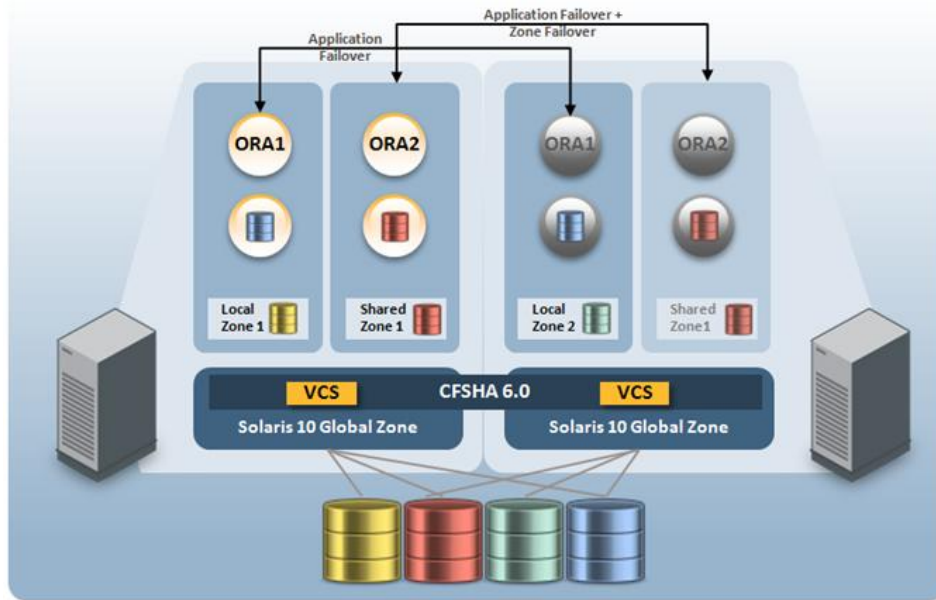 Application Failover +
Zone Failover
Application
Failover
ORA1
ORA2
ORA1
ORA2
Local
Zone 1
Shared
Zone 1
Local
Zone 2
Shared
Zone1
VCS
CFSHA 6.0
VCS
Solaris 10 Global Zone
Solaris 10 Global Zone